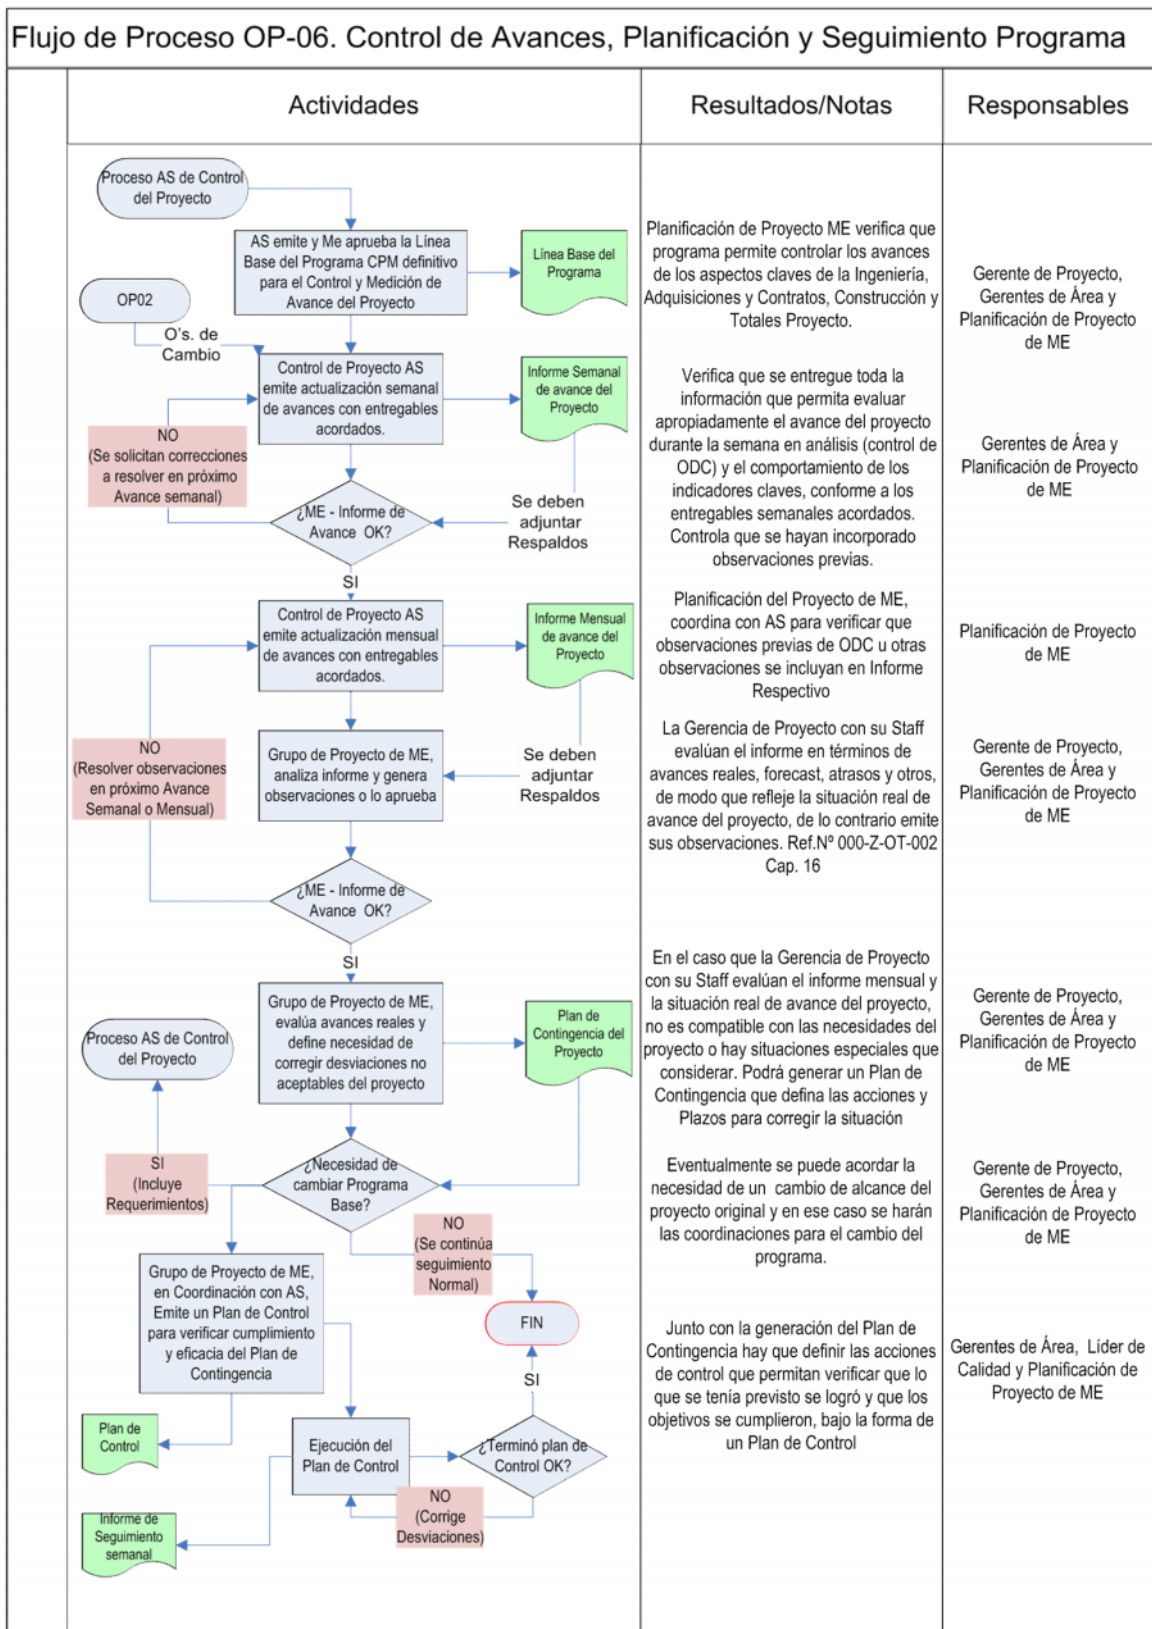 Flujo de Proceso OP-06. Control de Avances, Planificación y Seguimiento Programa
Actividades
Resultados/Notas
Responsables
Proceso AS de Control
del Proyecto
AS emite y Me aprueba la Línea
Base del Programa CPM definitivo
para el Control y Medición de
Avance del Proyecto
Línea Base del
Programa
Planificación de Proyecto ME verifica que
programa permite controlar los avances
de los aspectos claves de la Ingeniería,
Adquisiciones y Contratos, Construcción y
Totales Proyecto.
Gerente de Proyecto,
Gerentes de Área y
Planificación de Proyecto
de ME
OP02
O's. de
Cambio
Control de Proyecto AS
emite actualización semanal
de avances con entregables
acordados.
Informe Semanal
de avance del
Proyecto
Verifica que se entregue toda la
información que permita evaluar
apropiadamente el avance del proyecto
durante la semana en análisis (control de
ODC) y el comportamiento de los
indicadores claves, conforme a los
entregables semanales acordados.
Controla que se hayan incorporado
observaciones previas.
Gerentes de Área y
Planificación de Proyecto
de ME
NO
(Se solicitan correcciones
a resolver en próximo
Avance semanal)
¿ME - Informe de
Avance OK?
Se deben
adjuntar
Respaldos
SI
Control de Proyecto AS
emite actualización mensual
de avances con entregables
acordados.
Informe Mensual
de avance del
Proyecto
Planificación del Proyecto de ME,
coordina con AS para verificar que
observaciones previas de ODC u otras
observaciones se incluyan en Informe
Respectivo
Planificación de Proyecto
de ME
NO
(Resolver observaciones
en próximo Avance
Semanal o Mensual)
Grupo de Proyecto de ME,
analiza informe y genera
observaciones o lo aprueba
Se deben
adjuntar
Respaldos
La Gerencia de Proyecto con su Staff
evalúan el informe en términos de
avances reales, forecast, atrasos y otros,
de modo que refleje la situación real de
avance del proyecto, de lo contrario emite
sus observaciones. Ref.Nº 000-Z-OT-002
Cap. 16
Gerente de Proyecto,
Gerentes de Área y
Planificación de Proyecto
de ME
¿ME - Informe de
Avance OK?
SI
Grupo de Proyecto de ME,
evalúa avances reales y
define necesidad de
corregir desviaciones no
aceptables del proyecto
Plan de
Contingencia del
Proyecto
Proceso AS de Control
del Proyecto
En el caso que la Gerencia de Proyecto
con su Staff evalúan el informe mensual y
la situación real de avance del proyecto,
no es compatible con las necesidades del
proyecto o hay situaciones especiales que
considerar. Podrá generar un Plan de
Contingencia que defina las acciones y
Plazos para corregir la situación
Gerente de Proyecto,
Gerentes de Área y
Planificación de Proyecto
de ME
SI
(Incluye
Requerimientos)
¿Necesidad de
cambiar Programa
Base?
Eventualmente se puede acordar la
necesidad de un cambio de alcance del
proyecto original y en ese caso se harán
las coordinaciones para el cambio del
programa.
Gerente de Proyecto,
Gerentes de Área y
Planificación de Proyecto
de ME
NO
(Se continúa
seguimiento
Normal)
Grupo de Proyecto de ME,
en Coordinación con AS,
Emite un Plan de Control
para verificar cumplimiento
y eficacia del Plan de
Contingencia
FIN
Junto con la generación del Plan de
Contingencia hay que definir las acciones
de control que permitan verificar que lo
que se tenía previsto se logró y que los
objetivos se cumplieron, bajo la forma de
un Plan de Control
Gerentes de Área, Líder de
Calidad y Planificación de
Proyecto de ME
SI
Plan de
Control
Ejecución del
Plan de Control
¿Terminó plan de
Control OK?
NO
(Corrige
Desviaciones)
Informe de
Seguimiento
semanal